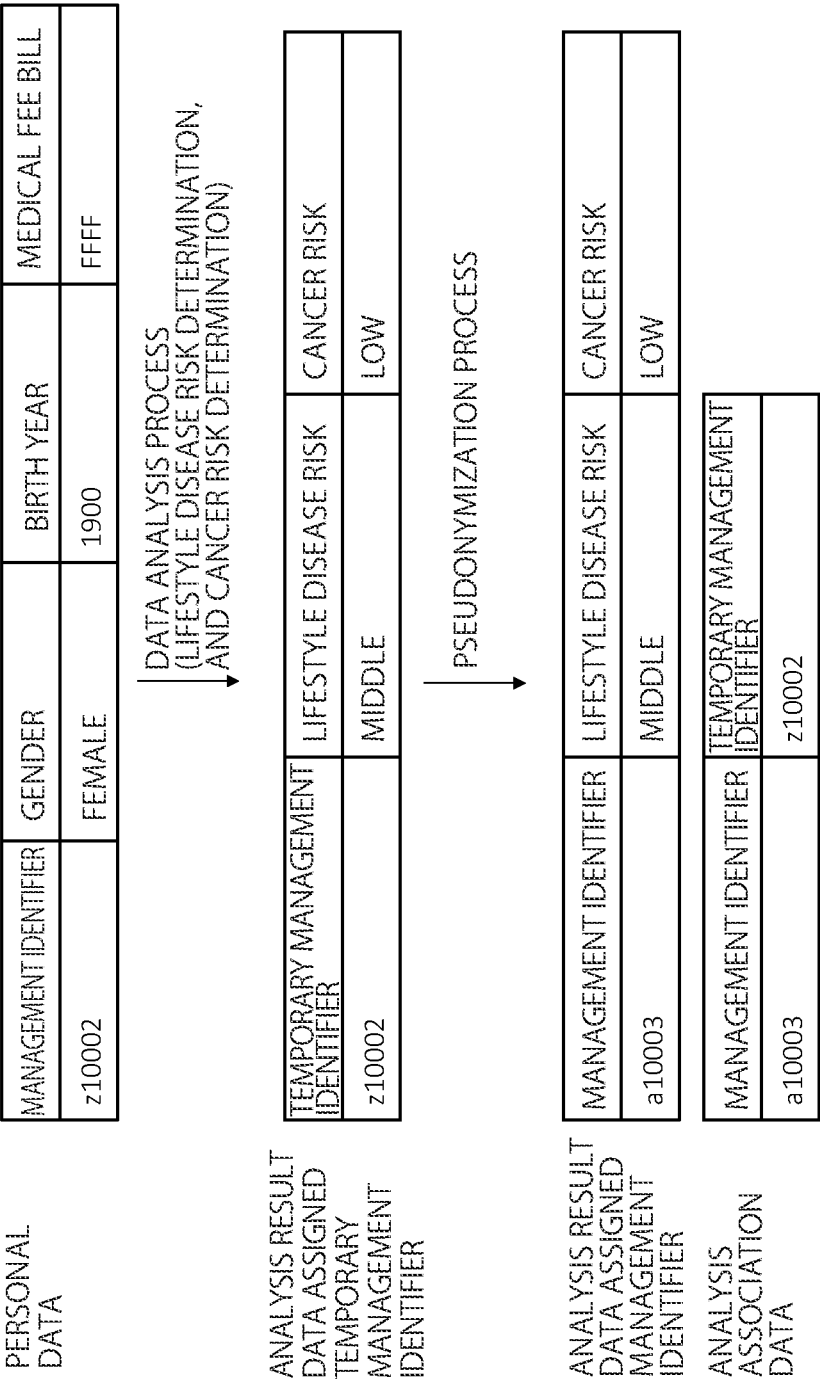 PERSONAL
DATA
MANAGEMENT IDENTIFIER
GENDER
BIRTH YEAR
MEDICAL FEE BILL
z10002
FEMALE
1900
FFFF
DATA ANALYSIS PROCESS
(LIFESTYLE DISEASE RISK DETERMINATION,
AND CANCER RISK DETERMINATION)
ANALYSIS RESULT
DATA ASSIGNED
TEMPORARY
MANAGEMENT
IDENTIFIER
TEMPORARY MANAGEMENT
IDENTIFIER
LIFESTYLE DISEASE RISK
CANCER RISK
z10002
MIDDLE
LOW
PSEUDONYMIZATION PROCESS
ANALYSIS RESULT
DATA ASSIGNED
MANAGEMENT
IDENTIFIER
MANAGEMENT IDENTIFIER
LIFESTYLE DISEASE RISK
CANCER RISK
a10003
MIDDLE
LOW
ANALYSIS
ASSOCIATION
DATA
MANAGEMENT IDENTIFIER
TEMPORARY MANAGEMENT
IDENTIFIER
a10003
z10002